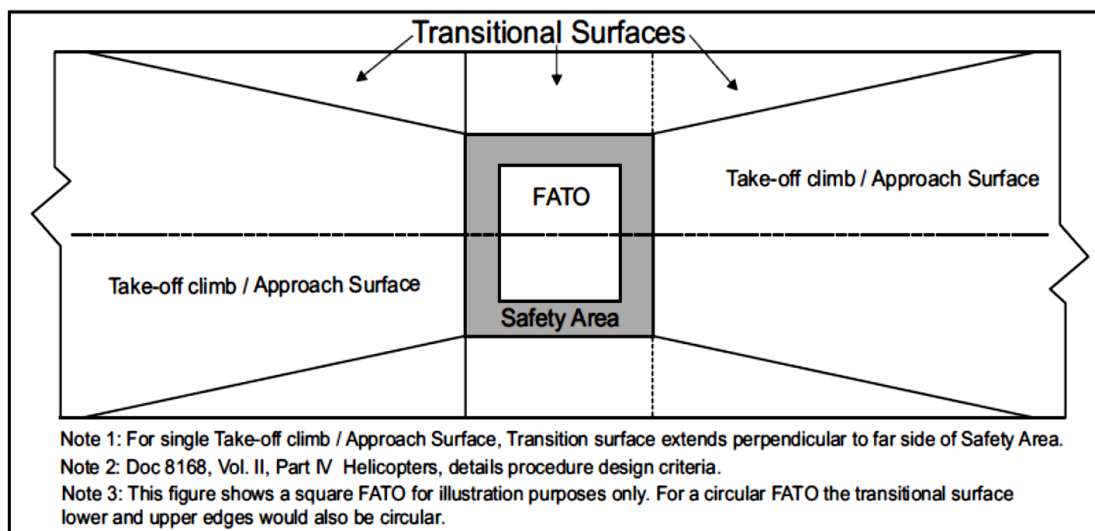 Transitional Surfaces
Take-off climb / Approach Surface
FATO
Take-off climb / Approach Surface
Safety Area
Note 1: For single Take-off climb / Approach Surface, Transition surface extends perpendicular to far side of Safety Area.
Note 2: Doc 8168, Vol. II, Part IV Helicopters, details procedure design criteria.
Note 3: This figure shows a square FATO for illustration purposes only. For a circular FATO the transitional surface
lower and upper edges would also be circular.